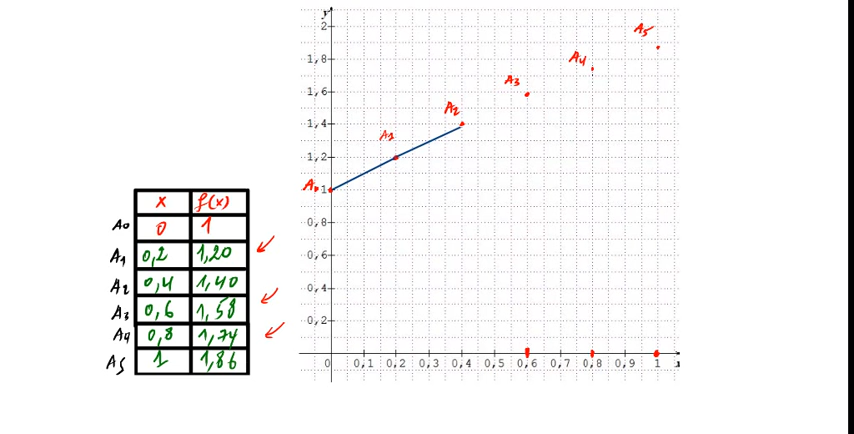 x f(x)
A0 0 1
A1 0,2 1,20
A2 0,4 1,40
A3 0,6 1,58
A4 0,8 1,74
A5 1 1,86
y
2
A5
1,8
A4
1,6
A3
1,4
A2
1,2
A1
A0 1
0,8
0,6
0,4
0,2
0 0,1 0,2 0,3 0,4 0,5 0,6 0,7 0,8 0,9 1